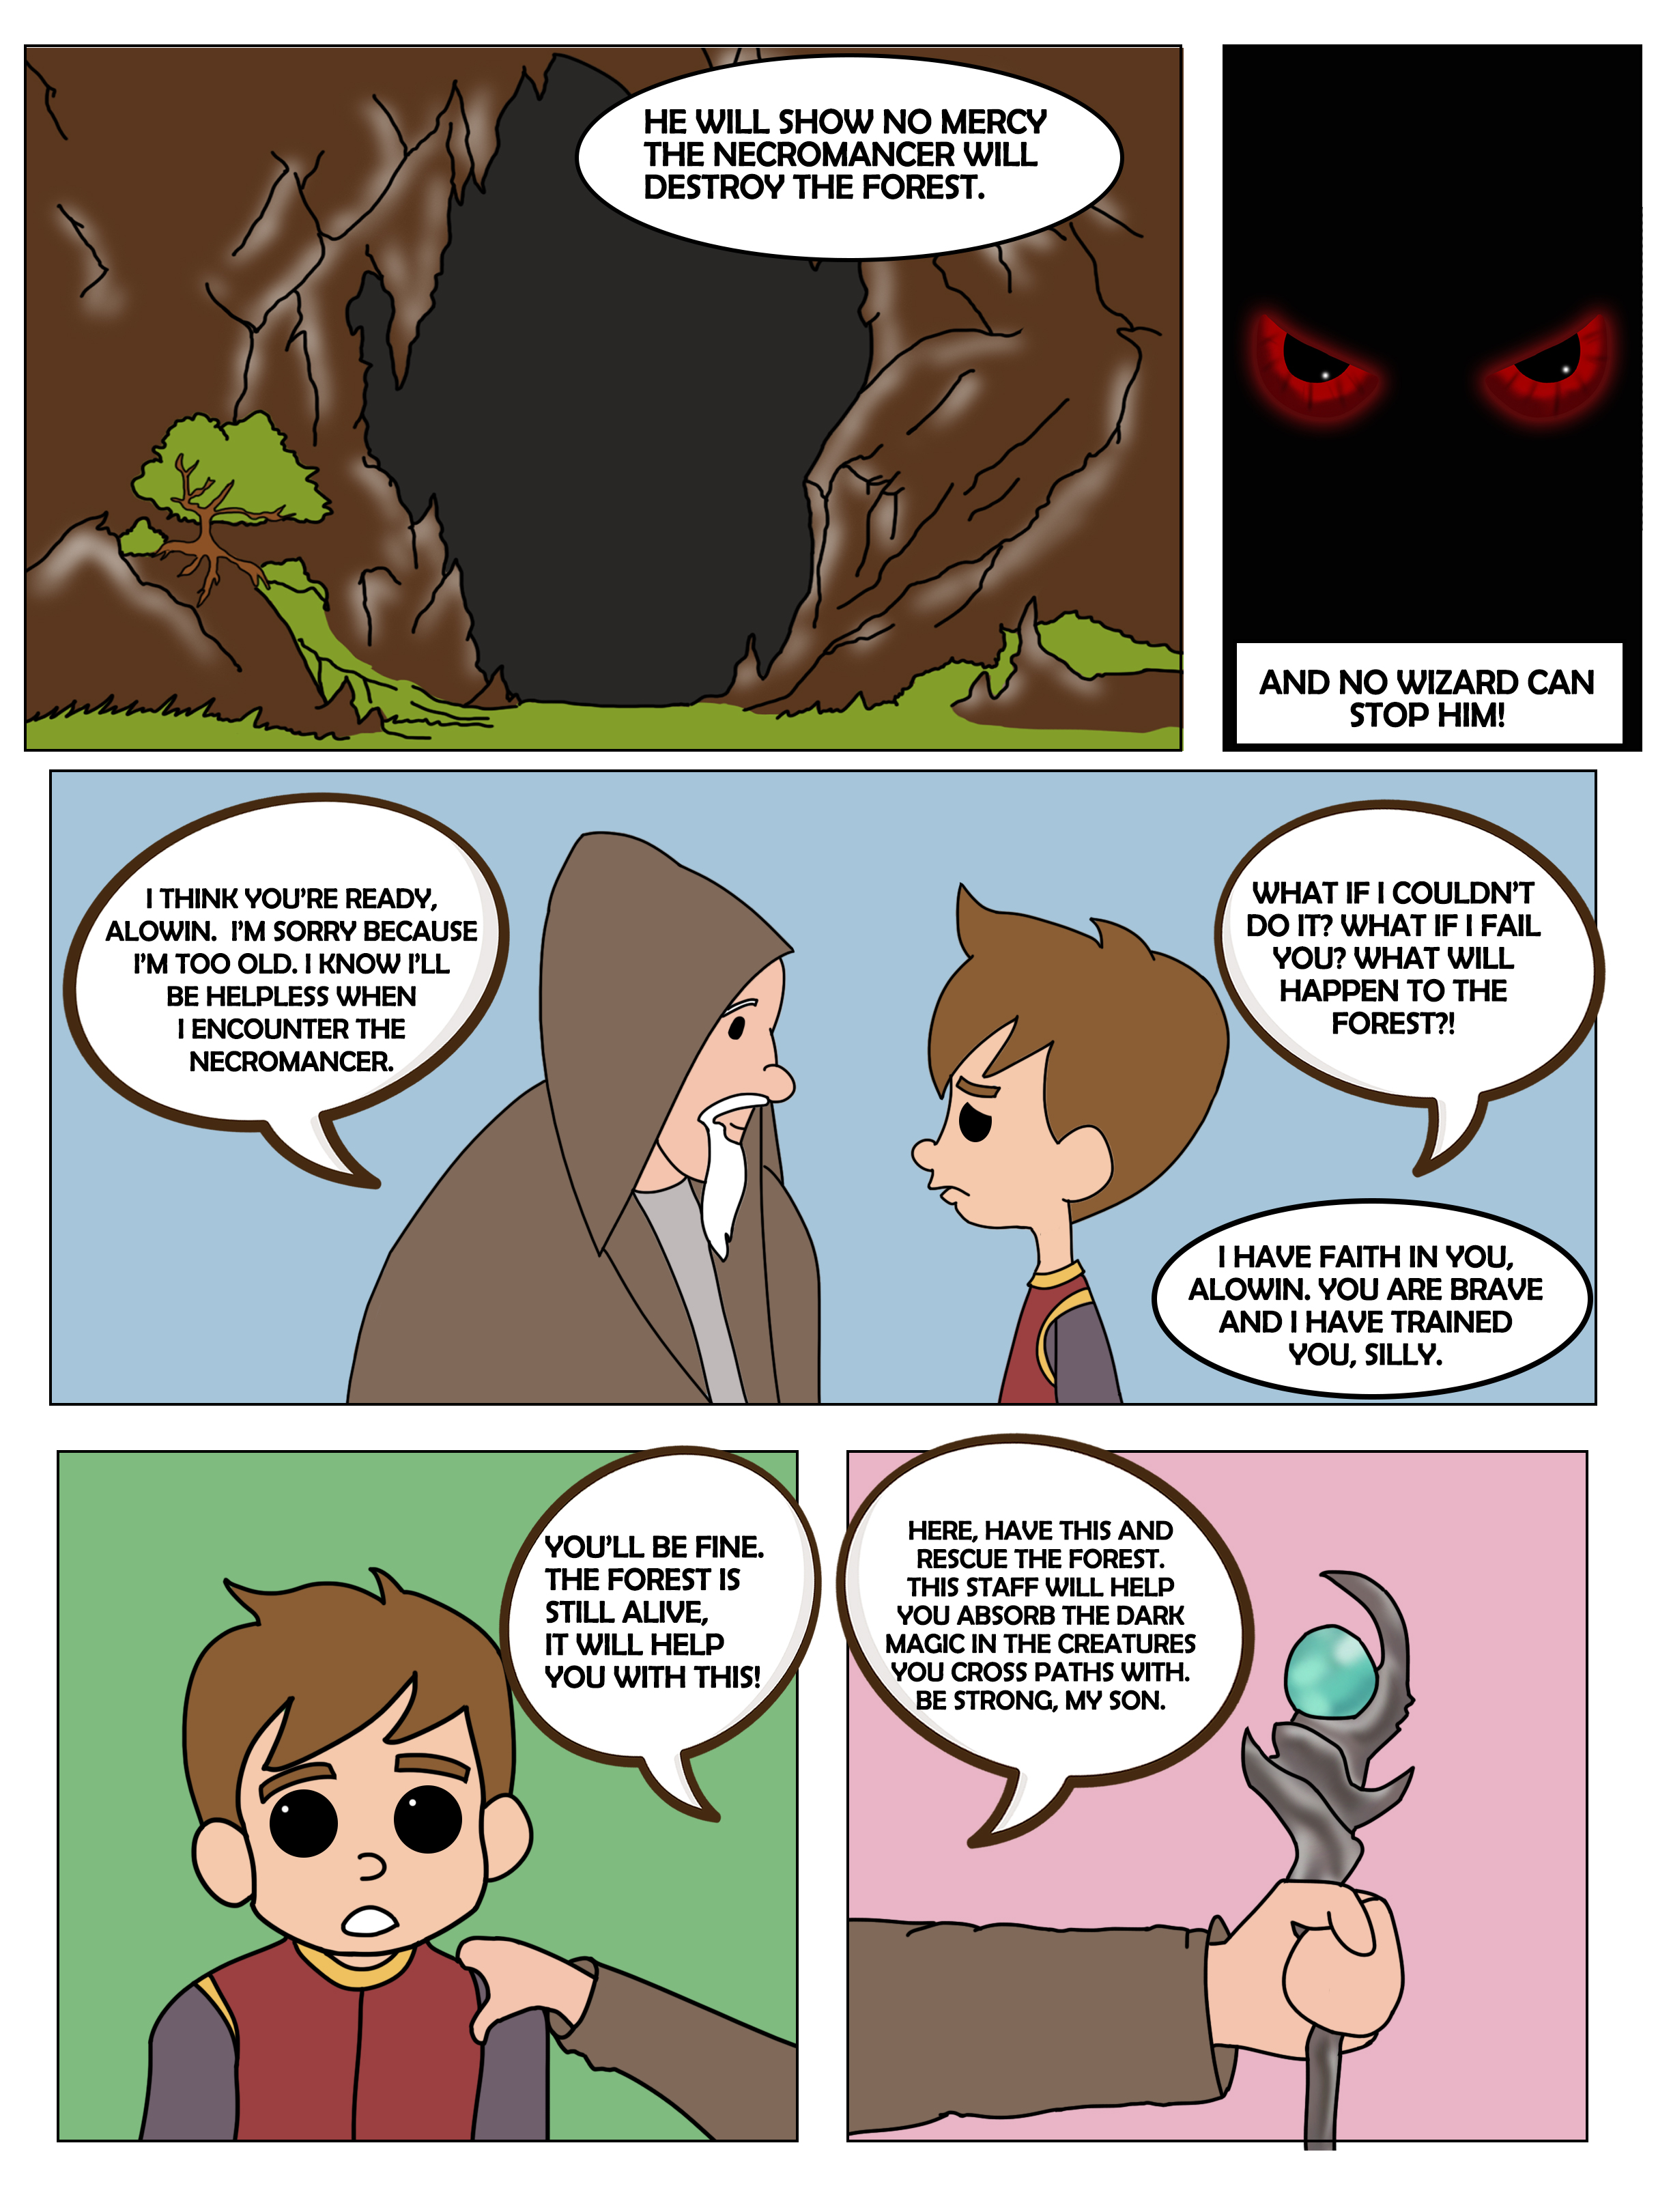 HE WILL SHOW NO MERCY
THE NECROMANCER WILL
DESTROY THE FOREST.
AND NO WIZARD CAN
STOP HIM!
I THINK YOU'RE READY,
ALOWIN. I'M SORRY BECAUSE
I'M TOO OLD. I KNOW I'LL
BE HELPLESS WHEN
I ENCOUNTER THE
NECROMANCER.
WHAT IF I COULDN'T
DO IT? WHAT IF I FAIL
YOU? WHAT WILL
HAPPEN TO THE
FOREST?!
I HAVE FAITH IN YOU,
ALOWIN. YOU ARE BRAVE
AND I HAVE TRAINED
YOU, SILLY.
YOU'LL BE FINE.
THE FOREST IS
STILL ALIVE,
IT WILL HELP
YOU WITH THIS!
HERE, HAVE THIS AND
RESCUE THE FOREST.
THIS STAFF WILL HELP
YOU ABSORB THE DARK
MAGIC IN THE CREATURES
YOU CROSS PATHS WITH.
BE STRONG, MY SON.